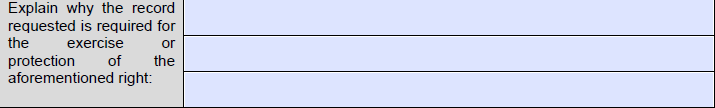 Explain why the record
requested is required for
the exercise or
protection of the
aforementioned right: